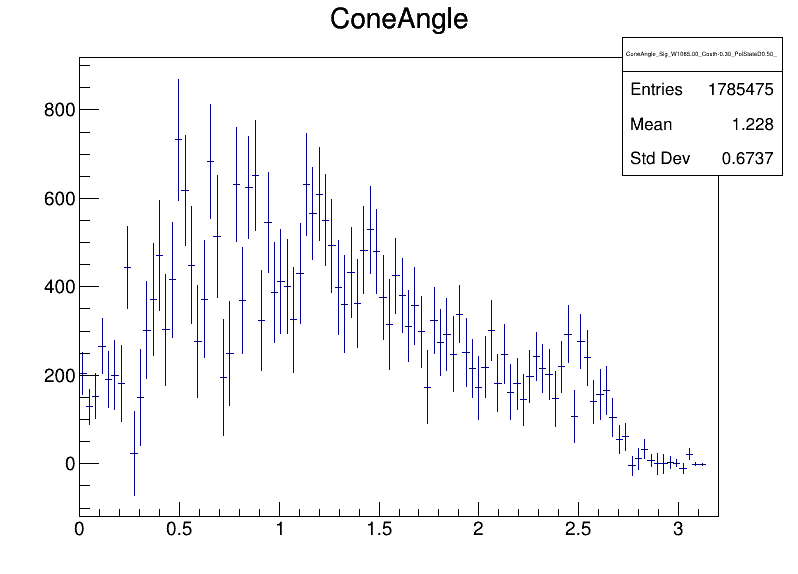 ConeAngle
ConeAngle_Sig_W1085.00_Costh-0.30_PolStateD0.50_
Entries 1785475
Mean 1.228
Std Dev 0.6737
800
600
400
200
0
0 0.5 1 1.5 2 2.5 3